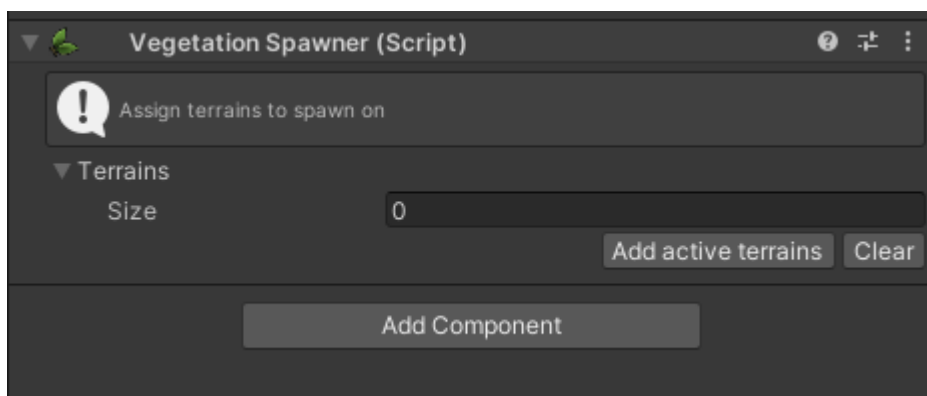 Vegetation Spawner (Script)
Assign terrains to spawn on
Terrains
Size 0
Add active terrains Clear
Add Component